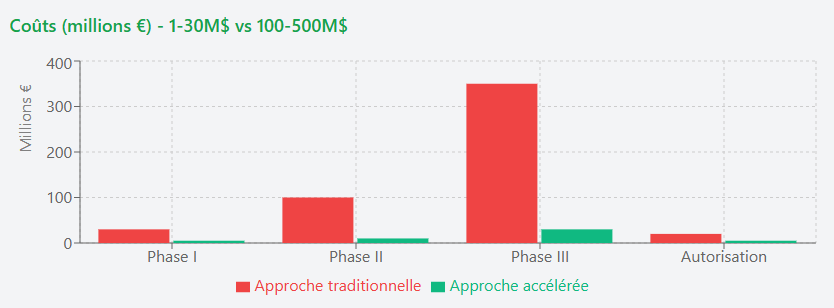 Coûts (millions €) - 1-30M$ vs 100-500M$
Millions €
400
300
200
100
0
Phase I Phase II Phase III Autorisation
Approche traditionnelle Approche accélérée